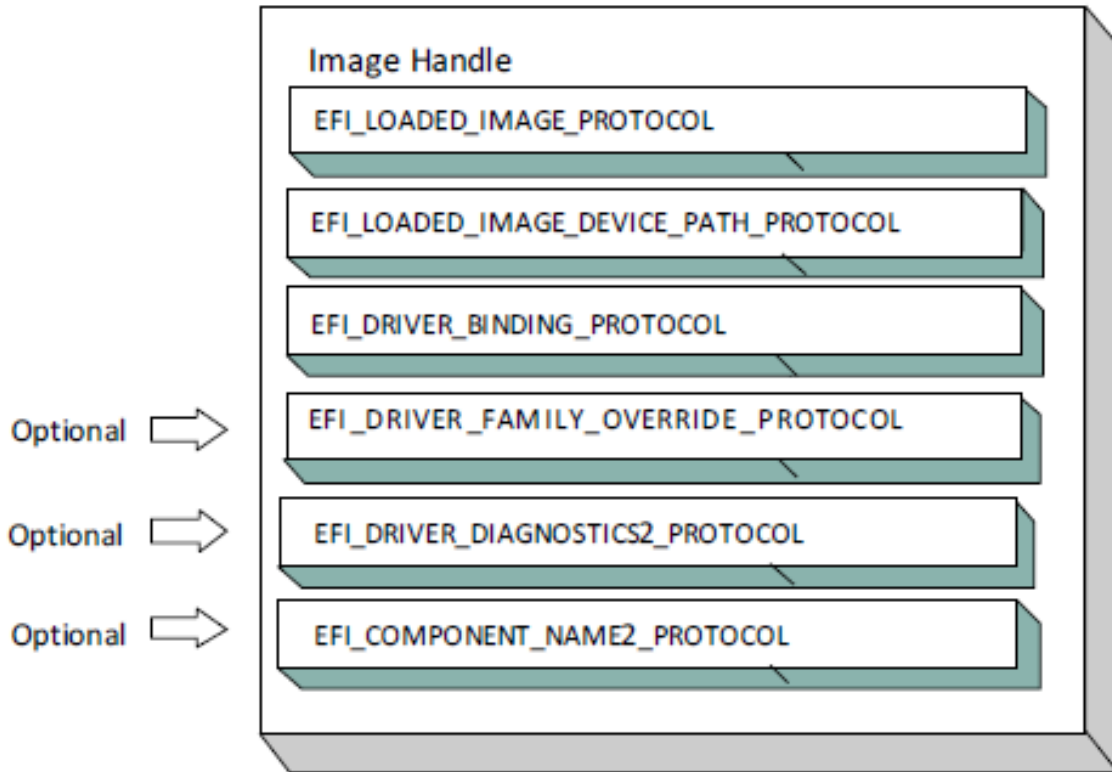 Image Handle
EFI_LOADED_IMAGE_PROTOCOL
EFI_LOADED_IMAGE_DEVICE_PATH_PROTOCOL
EFI_DRIVER_BINDING_PROTOCOL
Optional EFI_DRIVER_FAMILY_OVERRIDE_PROTOCOL
Optional EFI_DRIVER_DIAGNOSTICS2_PROTOCOL
Optional EFI_COMPONENT_NAME2_PROTOCOL